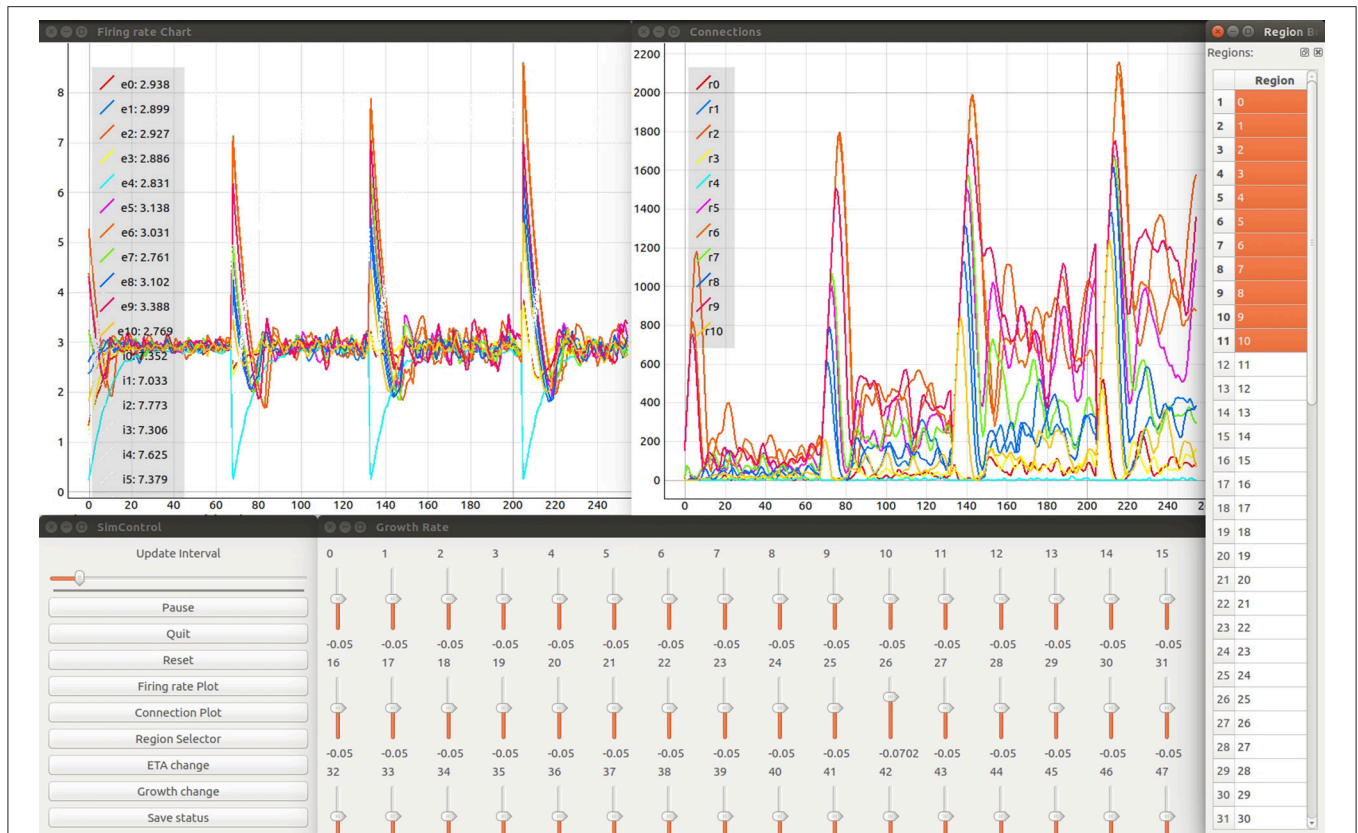 Firing rate Chart
e0: 2.938
e1: 2.899
e2: 2.927
e3: 2.886
e4: 2.831
e5: 3.138
e6: 3.031
e7: 2.761
e8: 3.102
e9: 3.388
e10: 2.769
i0: 7.352
i1: 7.033
i2: 7.773
i3: 7.306
i4: 7.625
i5: 7.379
8
7
6
5
4
3
2
1
0
0 20 40 60 80 100 120 140 160 180 200 220 240
Connections
r0
r1
r2
r3
r4
r5
r6
r7
r8
r9
r10
2200
2000
1800
1600
1400
1200
1000
800
600
400
200
0
0 20 40 60 80 100 120 140 160 180 200 220 240
Region
Regions:
Region
1 0
2 1
3 2
4 3
5 4
6 5
7 6
8 7
9 8
10 9
11 10
12 11
13 12
14 13
15 14
16 15
17 16
18 17
19 18
20 19
21 20
22 21
23 22
24 23
25 24
26 25
27 26
28 27
29 28
30 29
31 30
SimControl
Update Interval
Pause
Quit
Reset
Firing rate Plot
Connection Plot
Region Selector
ETA change
Growth change
Save status
Growth Rate
0 1 2 3 4 5 6 7 8 9 10 11 12 13 14 15
-0.05 -0.05 -0.05 -0.05 -0.05 -0.05 -0.05 -0.05 -0.05 -0.05 -0.05 -0.05 -0.05 -0.05 -0.05 -0.05
16 17 18 19 20 21 22 23 24 25 26 27 28 29 30 31
-0.05 -0.05 -0.05 -0.05 -0.05 -0.05 -0.05 -0.05 -0.05 -0.05 -0.0702 -0.05 -0.05 -0.05 -0.05 -0.05
32 33 34 35 36 37 38 39 40 41 42 43 44 45 46 47